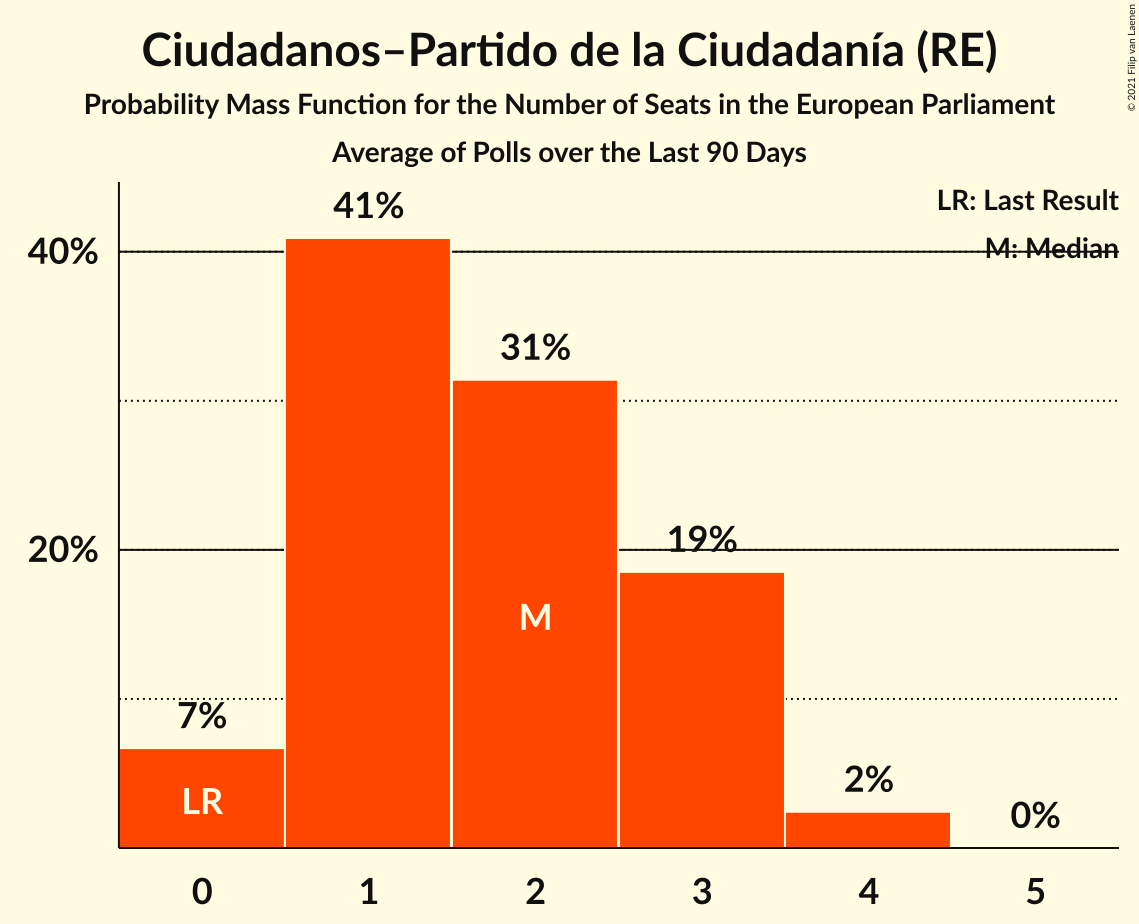 Ciudadanos–Partido de la Ciudadanía (RE)
Probability Mass Function for the Number of Seats in the European Parliament
Average of Polls over the Last 90 Days
© 2021 Filip van Laenen
LR: Last Result
M: Median
40%
20%
41%
31%
19%
7%
2%
0%
M
LR
0 1 2 3 4 5